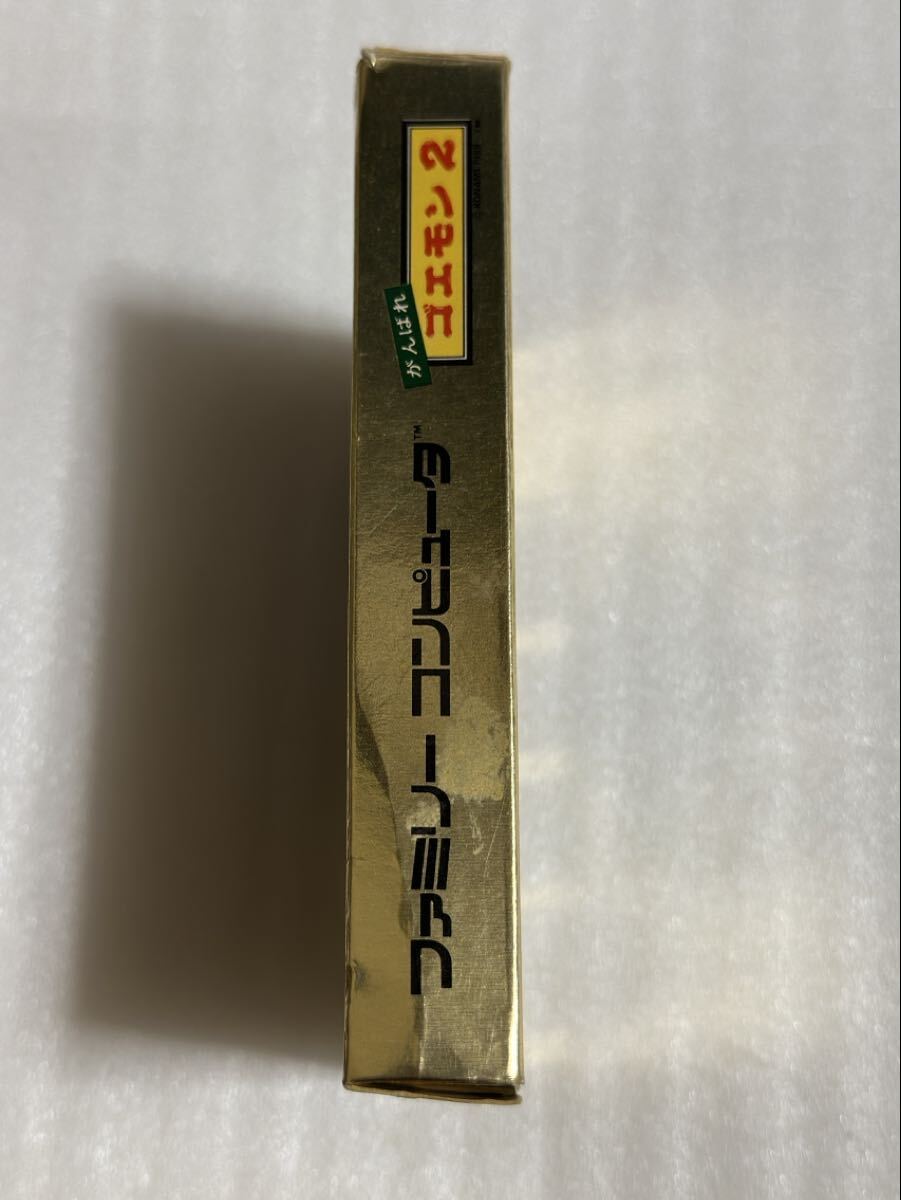 ファミリー コンピュータ™
がんばれ
ゴエモン2